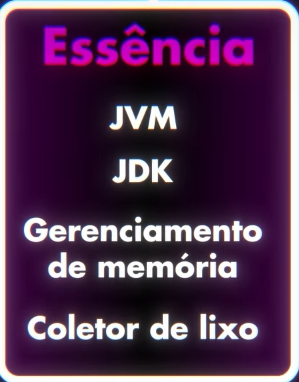 Essência
JVM
JDK
Gerenciamento
de memória
Coletor de lixo